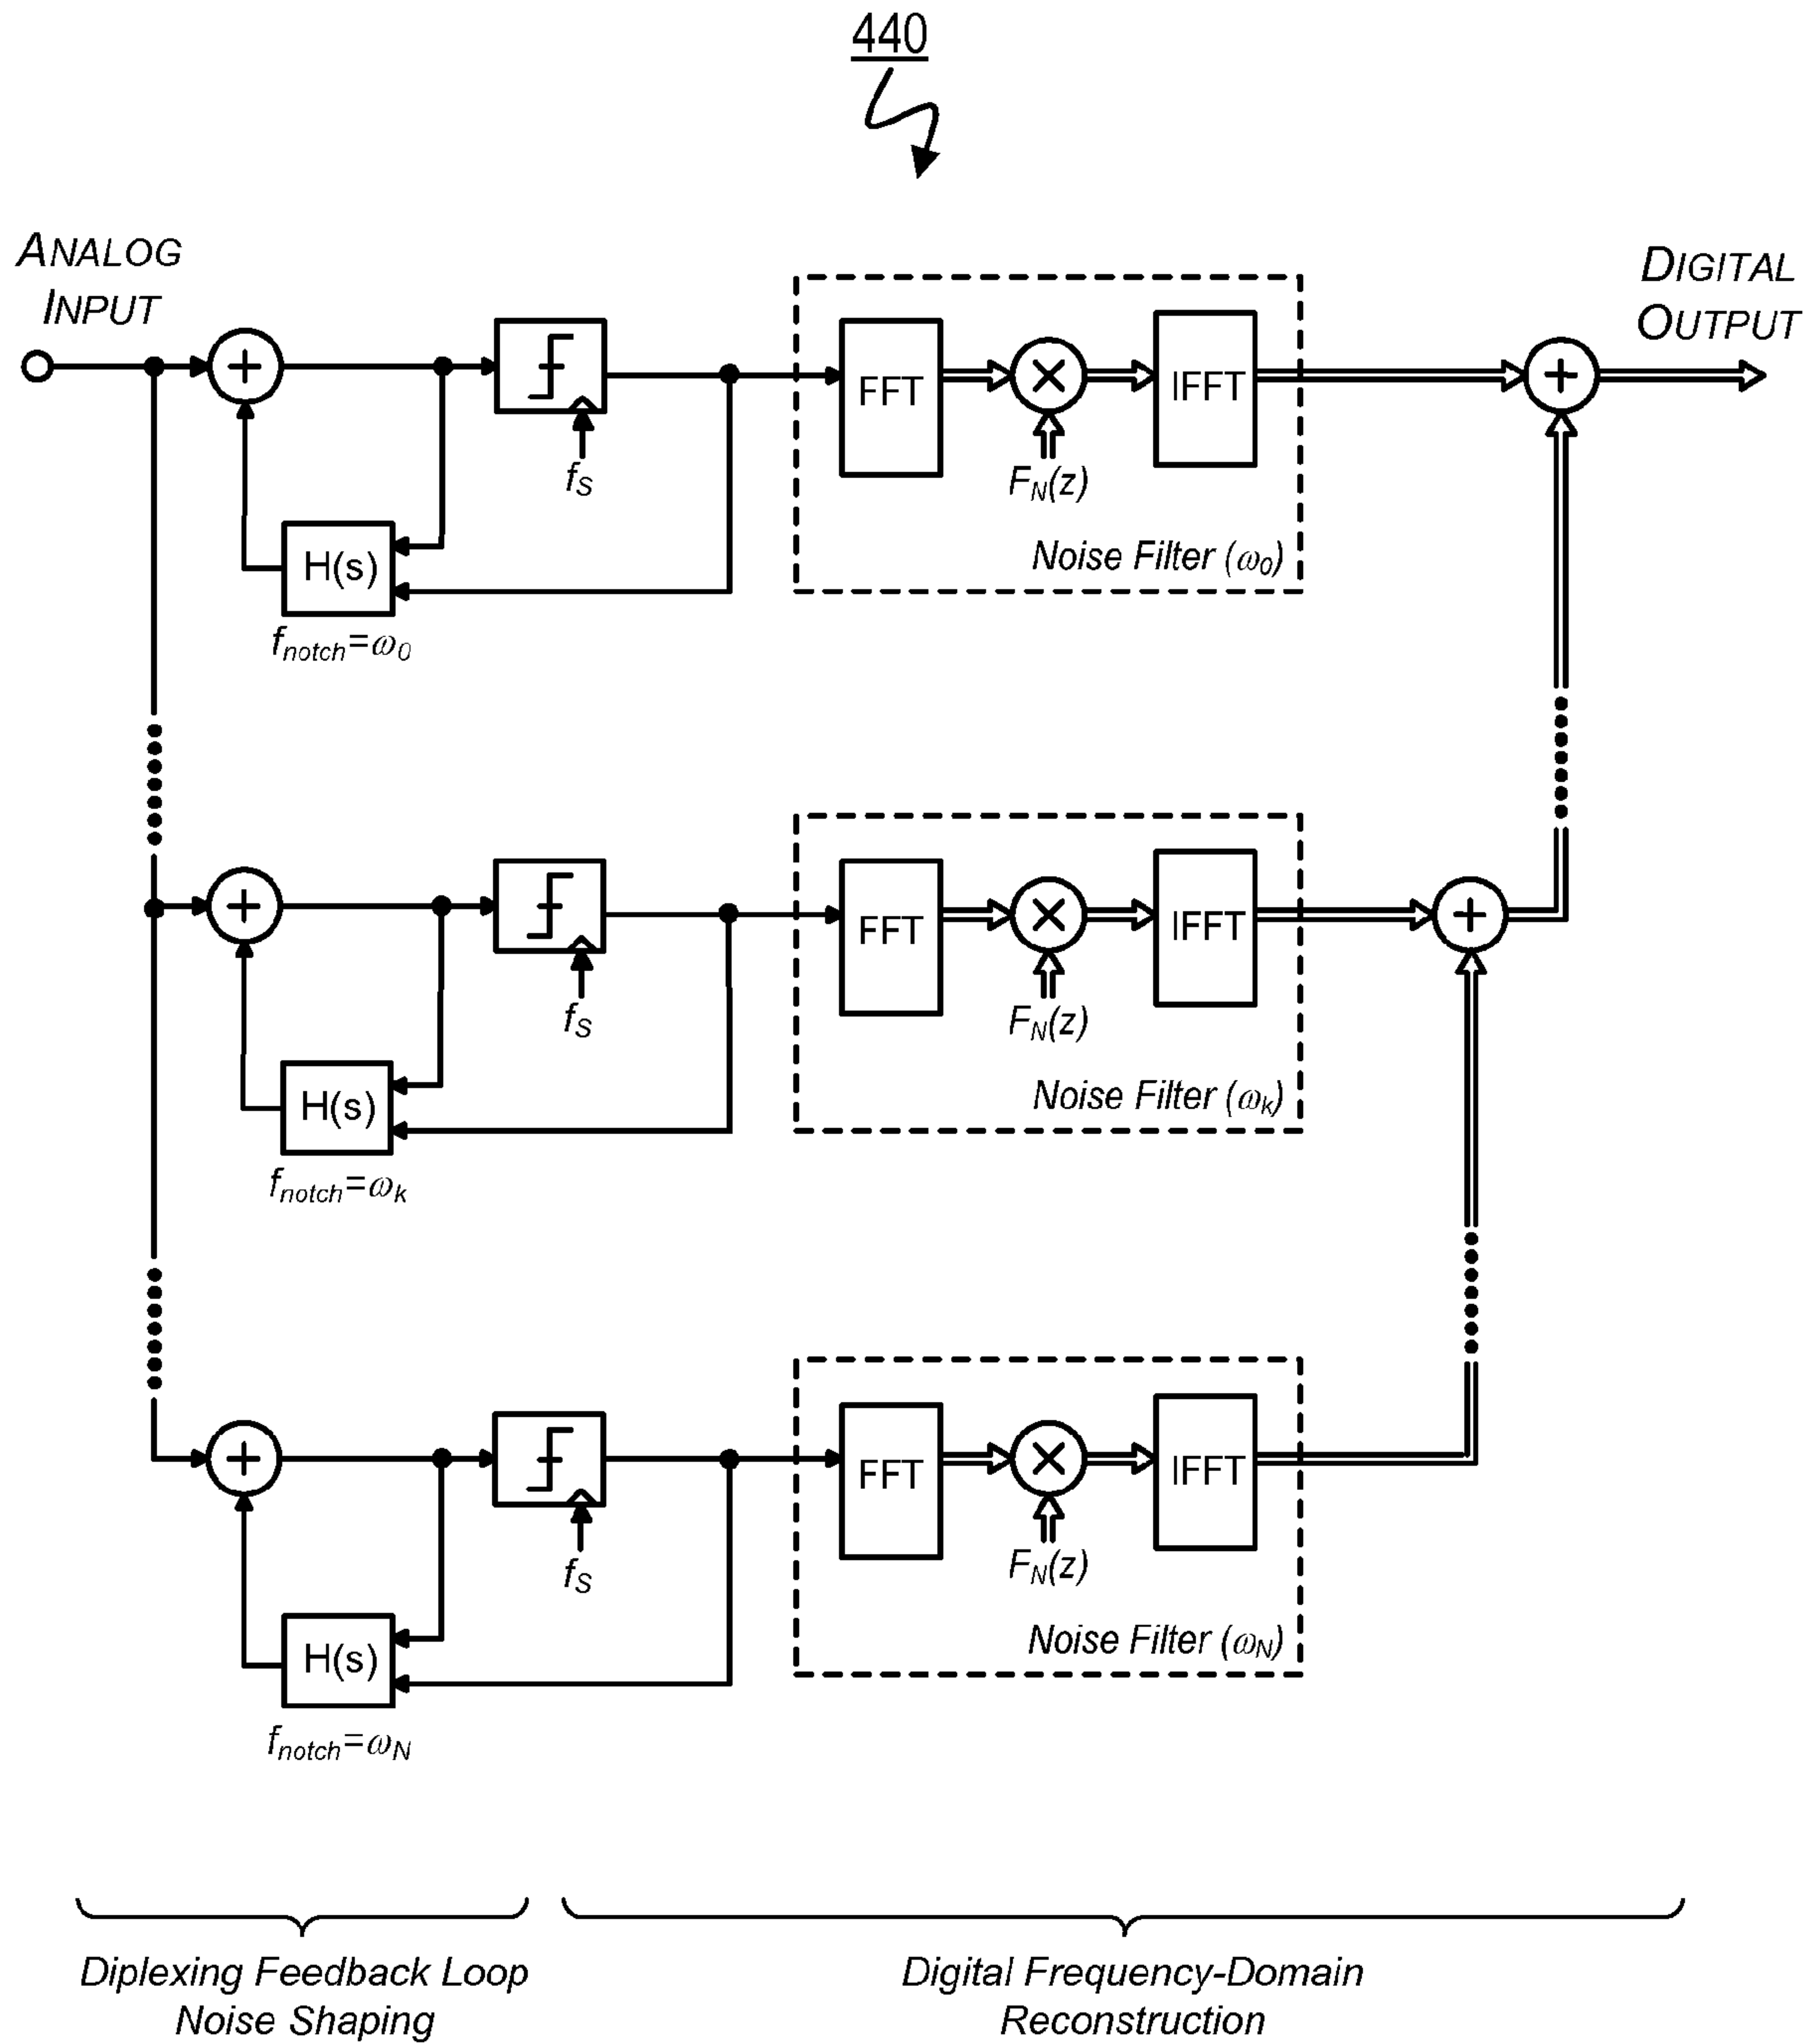 440
ANALOG
INPUT
DIGITAL
OUTPUT
FFT
IFFT
fS
FN(z)
H(s)
Noise Filter (ω0)
fnotch=ω0
FFT
IFFT
fS
FN(z)
H(s)
Noise Filter (ωk)
fnotch=ωk
FFT
IFFT
fS
FN(z)
H(s)
Noise Filter (ωN)
fnotch=ωN
Diplexing Feedback Loop
Noise Shaping
Digital Frequency-Domain
Reconstruction